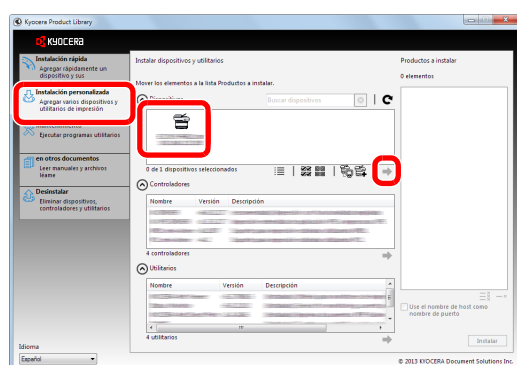 Kyocera Product Library
KYOCERA
Instalación rápida
Agregar rápidamente un
dispositivo y sus
Instalación personalizada
Agregar varios dispositivos y
utilitarios de impresión
Mantenimiento
Ejecutar programas utilitarios
en otros documentos
Leer manuales y archivos
léame
Desinstalar
Eliminar dispositivos,
controladores y utilitarios
Idioma
Español
Instalar dispositivos y utilitarios
Mover los elementos a la lista Productos a instalar.
Dispositivos
Buscar dispositivos
0 de 1 dispositivos seleccionados
Controladores
Nombre Versión Descripción
4 controladores
Utilitarios
Nombre Versión Descripción
4 utilitarios
Productos a instalar
0 elementos
Use el nombre de host como
nombre de puerto
Instalar
© 2013 KYOCERA Document Solutions Inc.